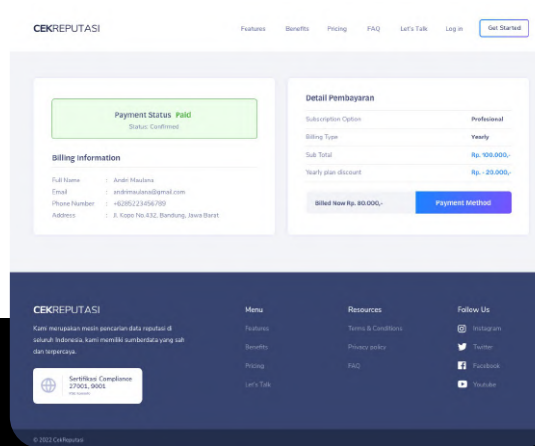 CEKREPUTASI
Features Benefits Pricing FAQ Let's Talk Log in Get Started
Payment Status Paid
Status: Confirmed
Billing Information
Full Name : Andri Maulana
Email : andrimaulana@gmail.com
Phone Number : +6285223456789
Address : Jl. Kopo No.432, Bandung, Jawa Barat
Detail Pembayaran
Subscription Option Profesional
Billing Type Yearly
Sub Total Rp. 100.000,-
Yearly plan discount Rp. - 20.000,-
Billed Now Rp. 80.000,- Payment Method
CEKREPUTASI
Kami merupakan mesin pencarian data reputasi di
seluruh Indonesia, kami memiliki sumberdata yang sah
dan terpercaya.
Sertifikasi Compliance
27001, 9001
Menu
Features
Benefits
Pricing
Let's Talk
Resources
Terms & Conditions
Privacy policy
FAQ
Follow Us
Instagram
Twitter
Facebook
Youtube
© 2022 CekReputasi